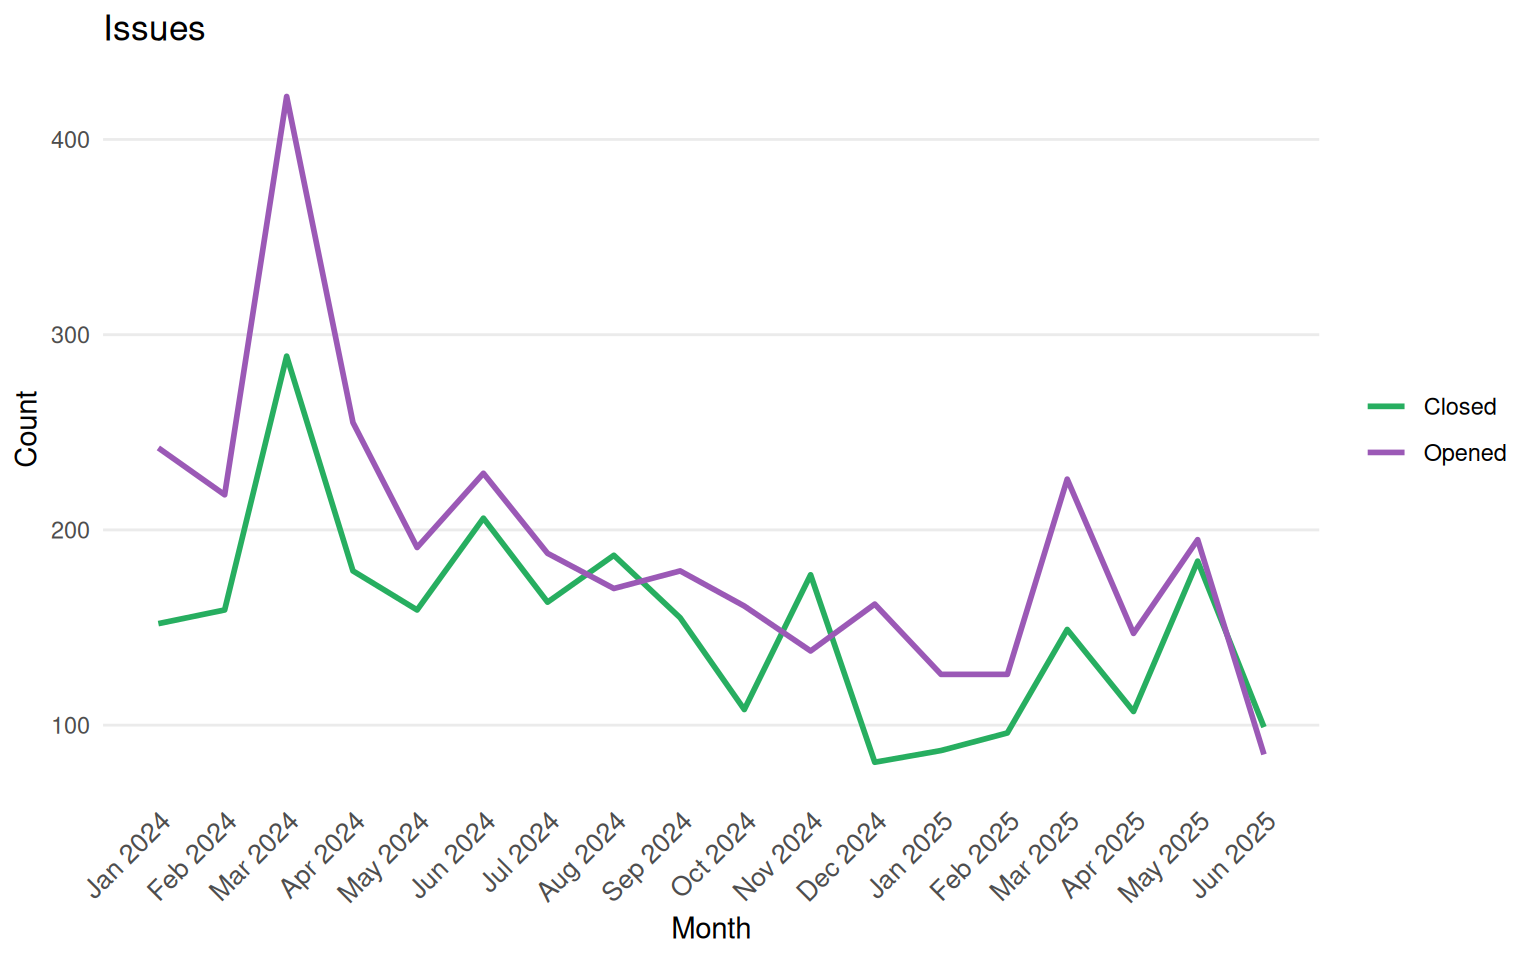 Issues
Count
400
300
200
100
Jan 2024
Feb 2024
Mar 2024
Apr 2024
May 2024
Jun 2024
Jul 2024
Aug 2024
Sep 2024
Oct 2024
Nov 2024
Dec 2024
Jan 2025
Feb 2025
Mar 2025
Apr 2025
May 2025
Jun 2025
Month
Closed
Opened